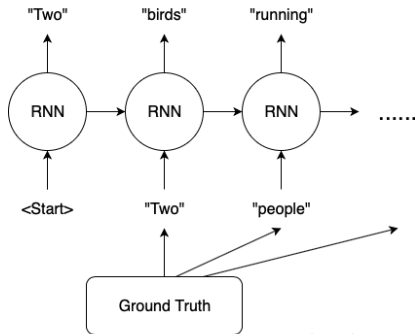 "Two" "birds" "running"
RNN RNN RNN ......
<Start> "Two" "people"
Ground Truth